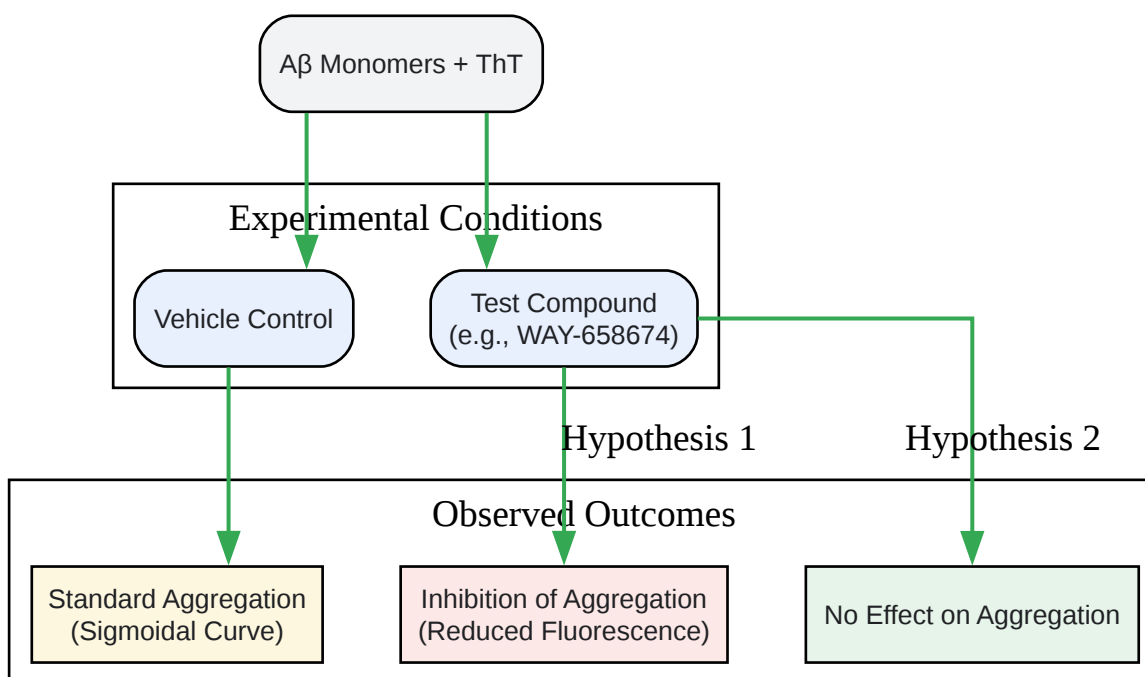 Aβ Monomers + ThT
Experimental Conditions
Vehicle Control
Test Compound
(e.g., WAY-658674)
Hypothesis 1
Hypothesis 2
Observed Outcomes
Standard Aggregation
(Sigmoidal Curve)
Inhibition of Aggregation
(Reduced Fluorescence)
No Effect on Aggregation